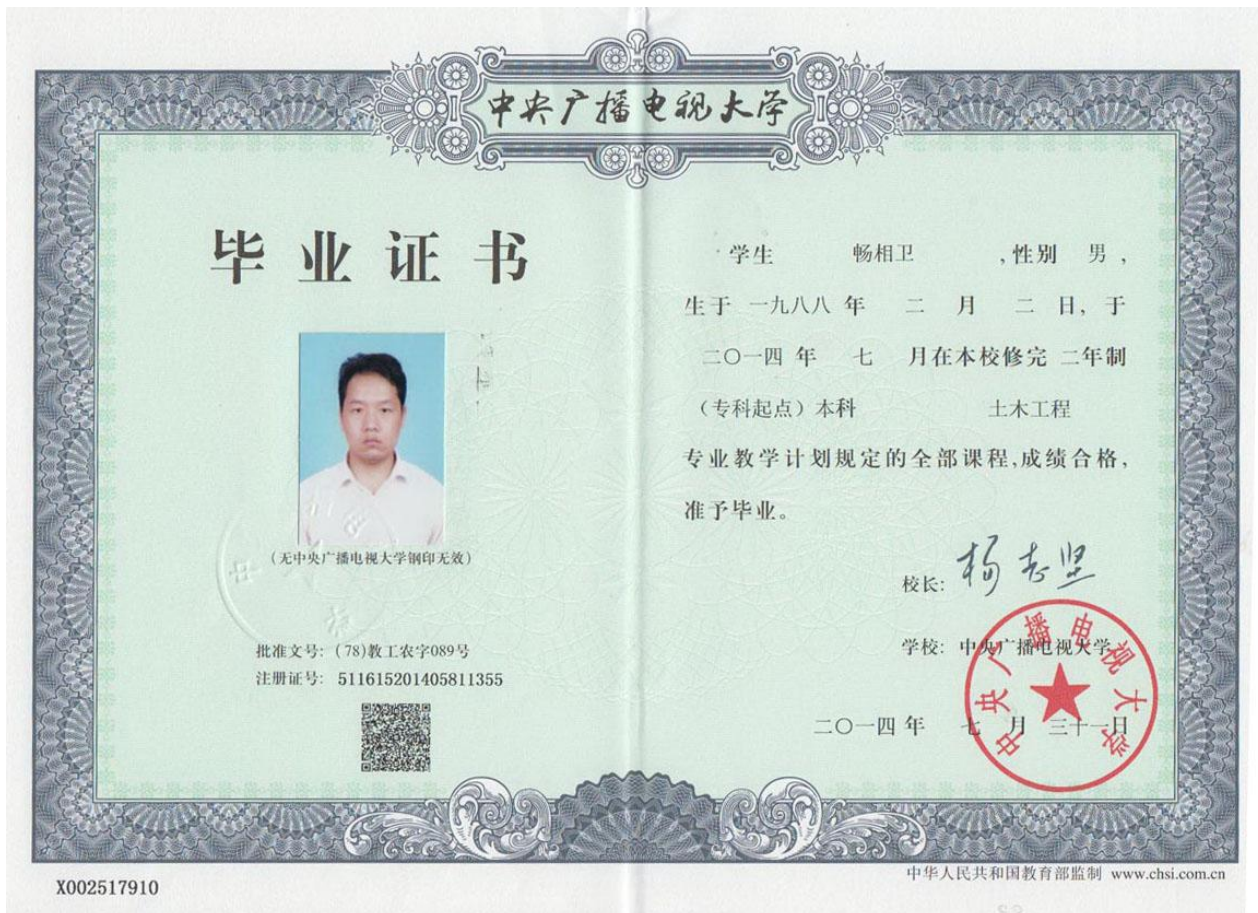 中央广播电视大学
毕业证书
(无中央广播电视大学钢印无效)
批准文号: (78)教工农字089号
注册证号: 511615201405811355
学生 畅相卫 , 性别 男 ,
生于 一九八八 年 二 月 二 日, 于
二〇一四 年 七 月在本校修完 二年制
(专科起点) 本科 土木工程
专业教学计划规定的全部课程,成绩合格,
准予毕业。
校长: 杨志坚
学校: 中央广播电视大学
中央广播电视大学
二〇一四 年 七 月 三十一日
X002517910
中华人民共和国教育部监制 www.chsi.com.cn